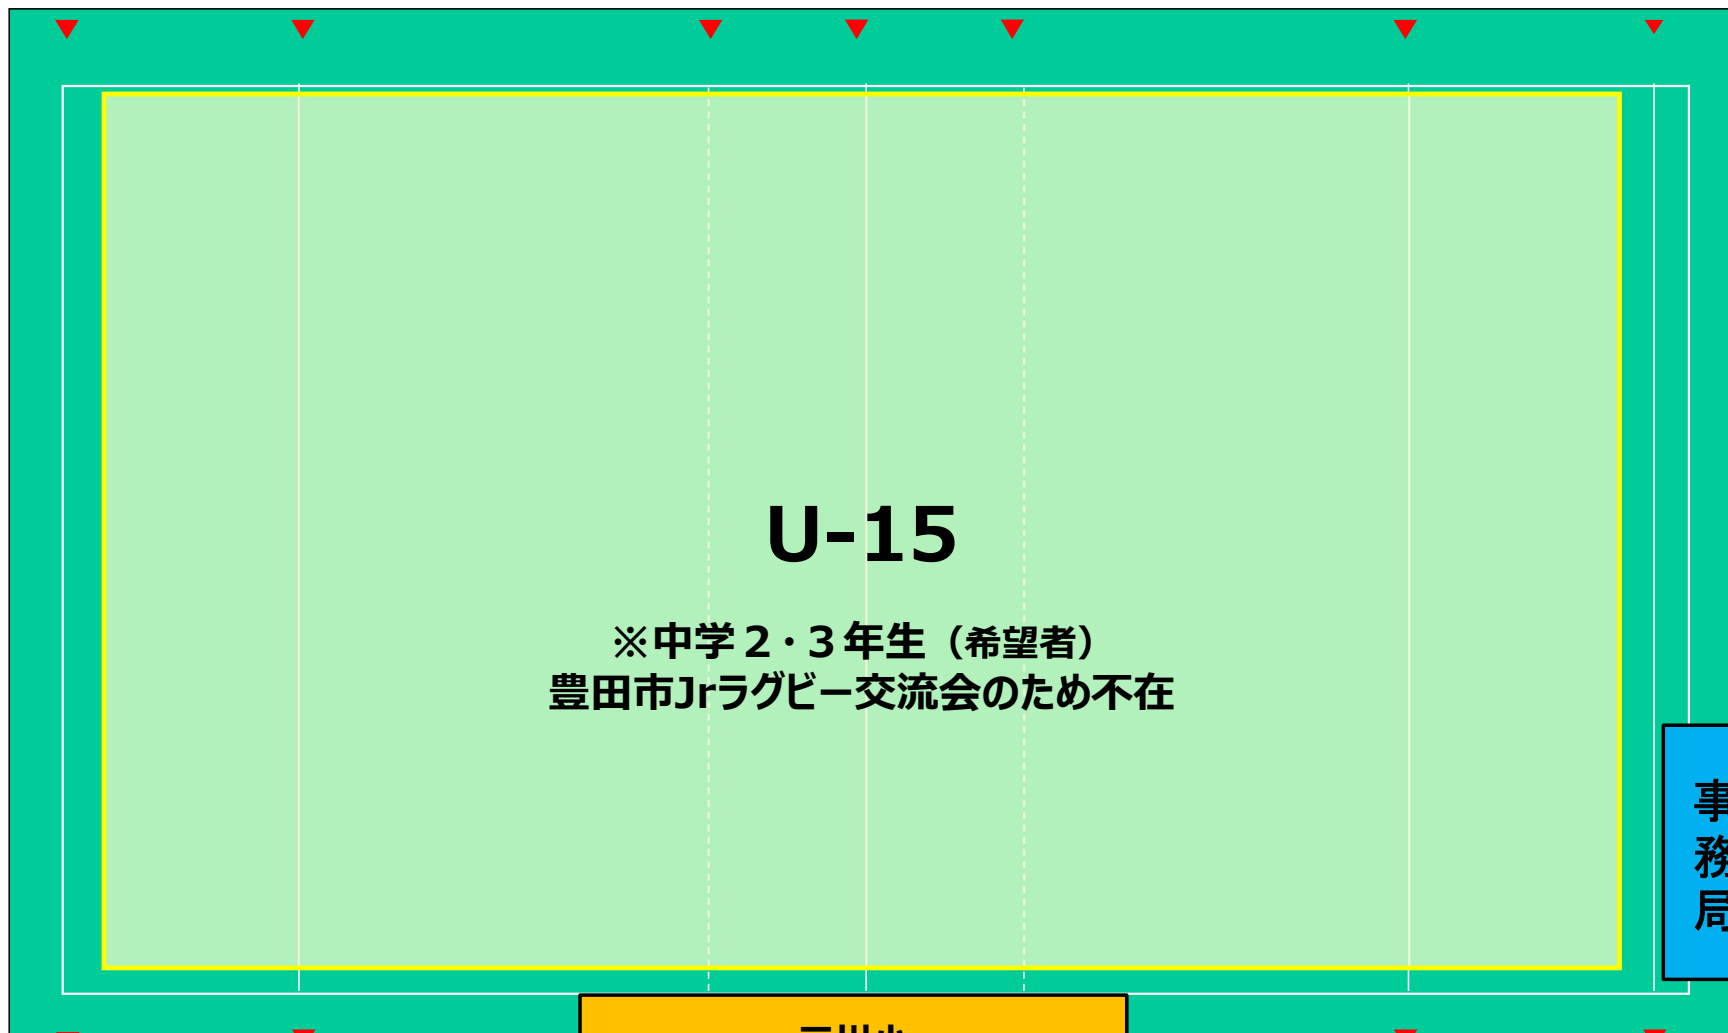 U-15
※中学２・３年生（希望者）
豊田市Jrラグビー交流会のため不在
事
務
局